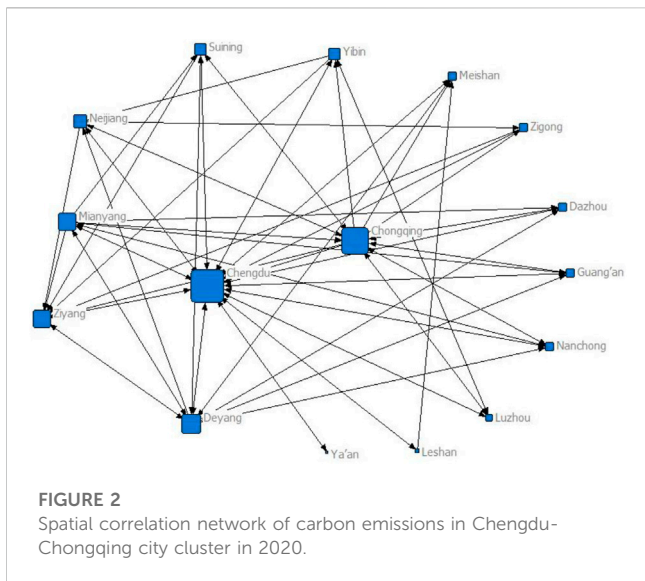 Suining
Yibin
Meishan
Neijiang
Zigong
Dazhou
Mianyang
Chongqing
Guang'an
Chengdu
Ziyang
Nanchong
Deyang
Luzhou
Ya'an
Leshan
FIGURE 2
Spatial correlation network of carbon emissions in Chengdu-
Chongqing city cluster in 2020.